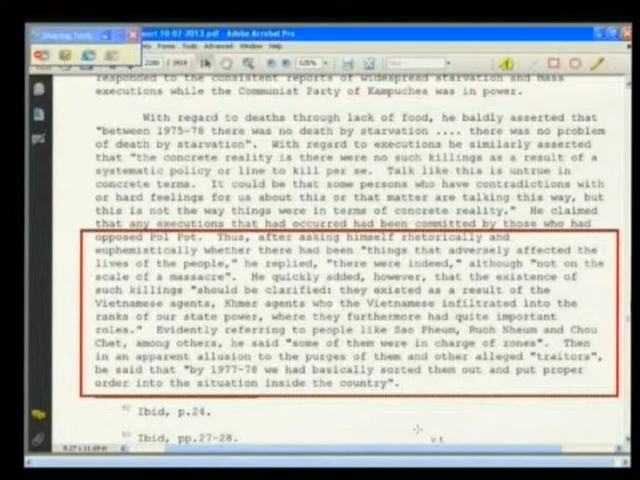 Sharing Tools
ourt 10-07-2013.pdf - Adobe Acrobat Pro
Forms Tools Advanced Window Help
125%
responded to the consistent reports of widespread starvation and mass
executions while the Communist Party of Kampuchea was in power.
With regard to deaths through lack of food, he baldly asserted that
"between 1975-78 there was no death by starvation .... there was no problem
of death by starvation". With regard to executions he similarly asserted
that "the concrete reality is there were no such killings as a result of a
systematic policy or line to kill per se. Talk like this is untrue in
concrete terms. It could be that some persons who have contradictions with
or hard feelings for us about this or that matter are talking this way, but
this is not the way things were in terms of concrete reality." He claimed
that any executions that had occurred had been committed by those who had
opposed Pol Pot. Thus, after asking himself rhetorically and
euphemistically whether there had been "things that adversely affected the
lives of the people," he replied, "there were indeed," although "not on the
scale of a massacre". He quickly added, however, that the existence of
such killings "should be clarified: they existed as a result of the
Vietnamese agents, Khmer agents who the Vietnamese infiltrated into the
ranks of our state power, where they furthermore had quite important
roles." Evidently referring to people like Sao Pheum, Ruoh Nheum and Chou
Chet, among others, he said "some of them were in charge of zones". Then
in an apparent allusion to the purges of them and other alleged "traitors",
he said that "by 1977-78 we had basically sorted them out and put proper
order into the situation inside the country".
Ibid, p.24.
Ibid, pp.27-28.